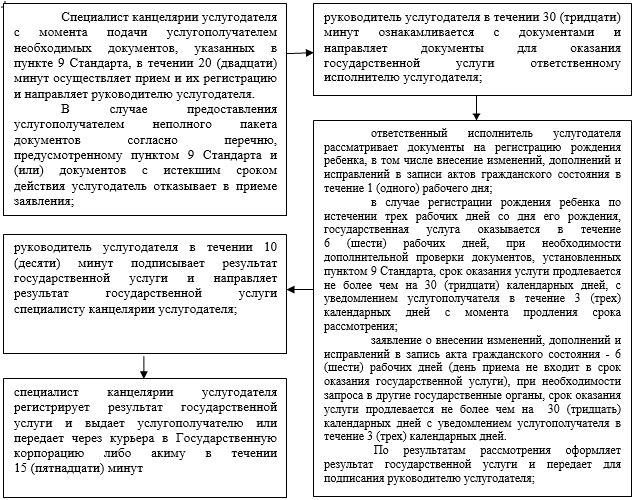 Специалист канцелярии услугодателя
с момента подачи услугополучателем
необходимых документов, указанных в
пункте 9 Стандарта, в течении 20 (двадцати)
минут осуществляет прием и их регистрацию
и направляет руководителю услугодателя.
В случае предоставления
услугополучателем неполного пакета
документов согласно перечню,
предусмотренному пунктом 9 Стандарта и
(или) документов с истекшим сроком
действия услугодатель отказывает в приеме
заявления;
руководитель услугодателя в течении 30 (тридцати)
минут ознакамливается с документами и
направляет документы для оказания
государственной услуги ответственному
исполнителю услугодателя;
ответственный исполнитель услугодателя
рассматривает документы на регистрацию рождения
ребенка, в том числе внесение изменений, дополнений и
исправлений в записи актов гражданского состояния в
течение 1 (одного) рабочего дня;
в случае регистрации рождения ребенка по
истечении трех рабочих дней со дня его рождения,
государственная услуга оказывается в течение
6 (шести) рабочих дней, при необходимости
дополнительной проверки документов, установленных
пунктом 9 Стандарта, срок оказания услуги продлевается
не более чем на 30 (тридцати) календарных дней, с
уведомлением услугополучателя в течение 3 (трех)
календарных дней с момента продления срока
рассмотрения;
заявление о внесении изменений, дополнений и
исправлений в запись акта гражданского состояния - 6
(шести) рабочих дней (день приема не входит в срок
оказания государственной услуги), при необходимости
запроса в другие государственные органы, срок оказания
услуги продлевается не более чем на 30 (тридцать)
календарных дней с уведомлением услугополучателя в
течение 3 (трех) календарных дней.
По результатам рассмотрения оформляет
результат государственной услуги и передает для
подписания руководителю услугодателя;
руководитель услугодателя в течении 10
(десяти) минут подписывает результат
государственной услуги и направляет
результат государственной услуги
специалисту канцелярии услугодателя;
специалист канцелярии услугодателя
регистрирует результат государственной
услуги и выдает услугополучателю или
передает через курьера в Государственную
корпорацию либо акиму в течении
15 (пятнадцати) минут